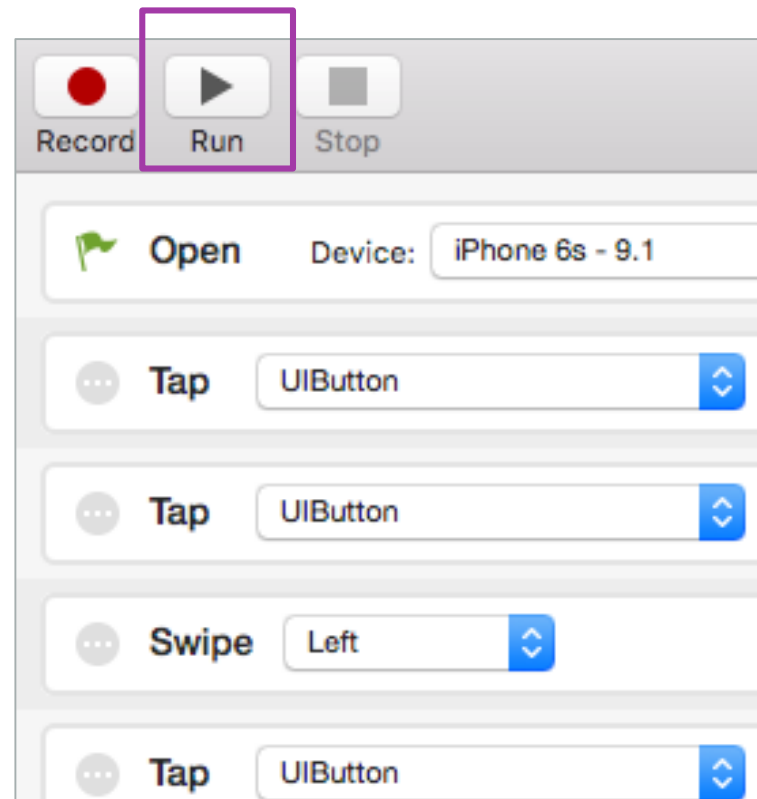 Record Run Stop
Open Device: iPhone 6s - 9.1
Tap UIButton
Tap UIButton
Swipe Left
Tap UIButton